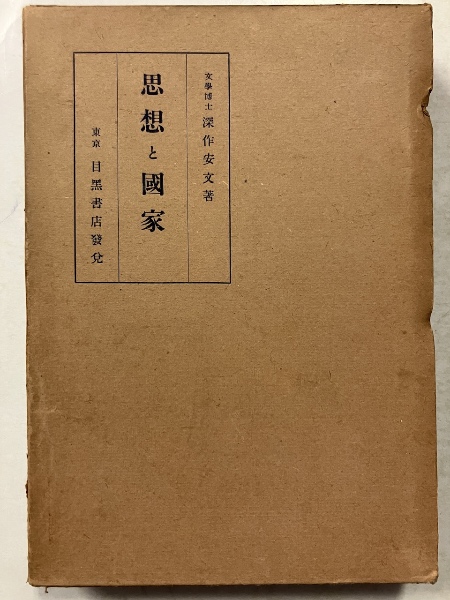 文學博士 深作安文著
思想と國家
東京 目黑書店發兌